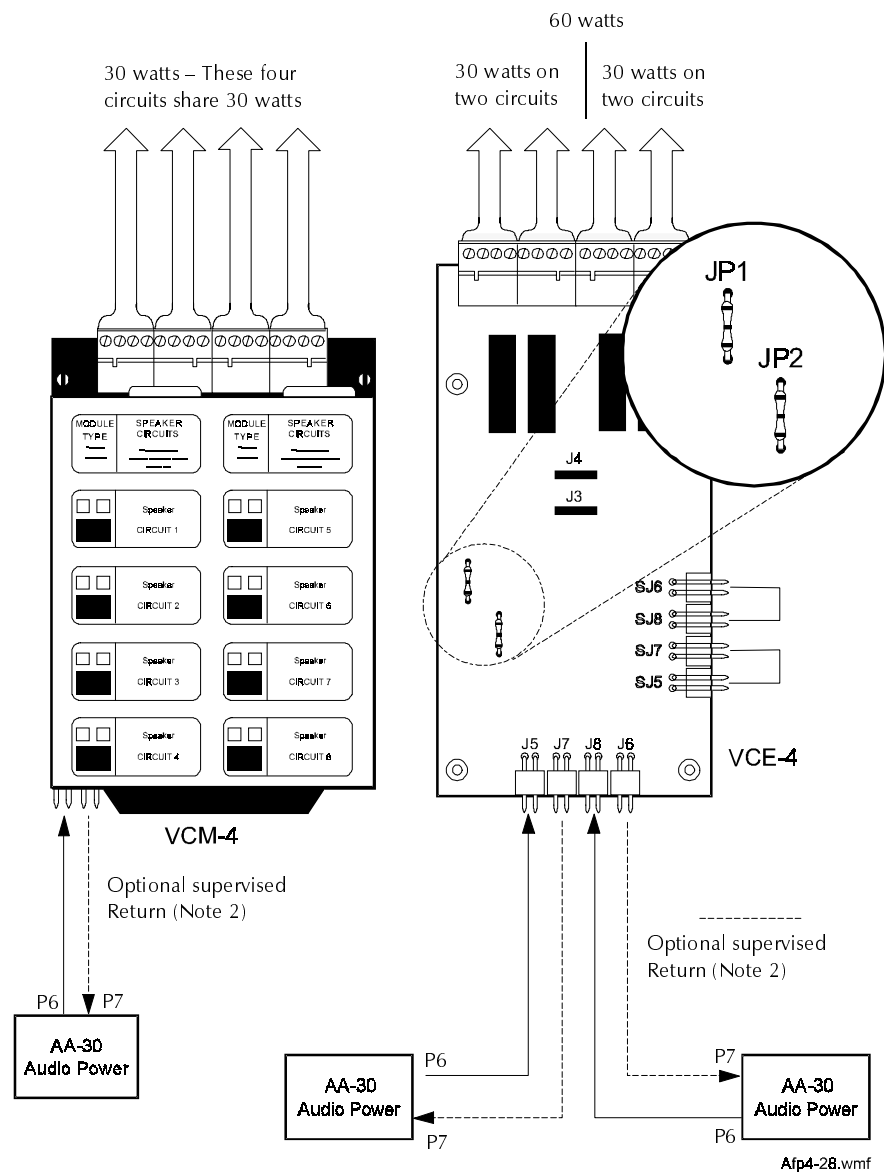 60 watts
30 watts – These four
circuits share 30 watts
30 watts on
two circuits
30 watts on
two circuits
JP1
JP2
MODULE
TYPE
SPEAKER
CIRCUITS
MODULE
TYPE
SPEAKER
CIRCUITS
Speaker
CIRCUIT 1
Speaker
CIRCUIT 5
Speaker
CIRCUIT 2
Speaker
CIRCUIT 6
Speaker
CIRCUIT 3
Speaker
CIRCUIT 7
Speaker
CIRCUIT 4
Speaker
CIRCUIT 8
J4
J3
SJ6
SJ8
SJ7
SJ5
J5
J7
J8
J6
VCE-4
VCM-4
Optional supervised
Return (Note 2)
P6
P7
AA-30
Audio Power
Optional supervised
Return (Note 2)
P6
AA-30
Audio Power
P7
P7
AA-30
Audio Power
P6
Afp4-28.wmf